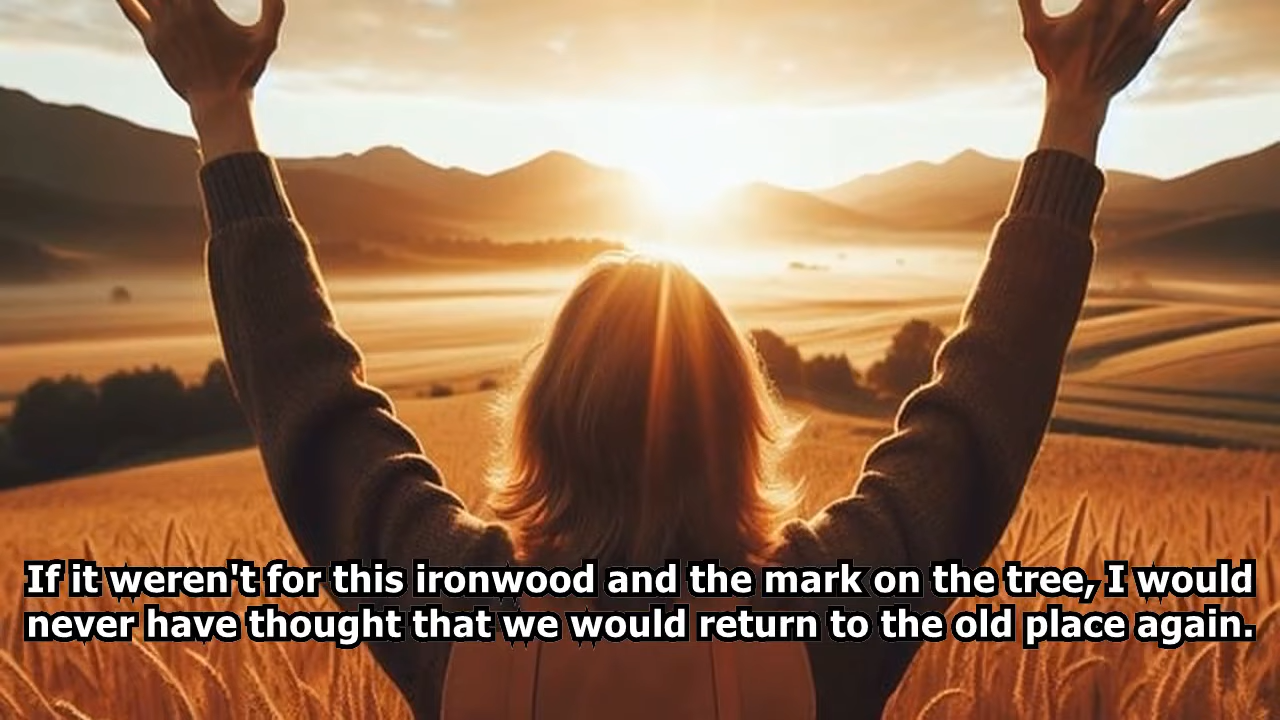 If it weren't for this ironwood and the mark on the tree, I would
never have thought that we would return to the old place again.